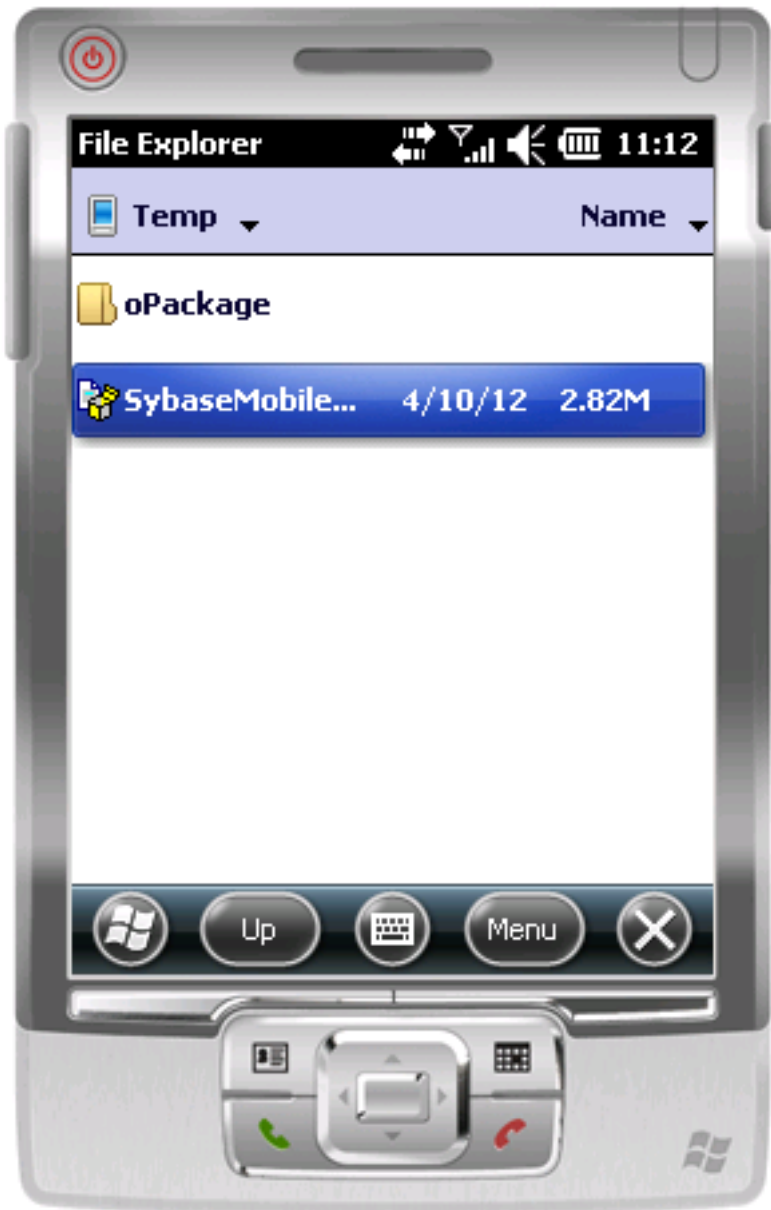 File Explorer 11:12
Temp Name
oPackage
SybaseMobile... 4/10/12 2.82M
Up Menu